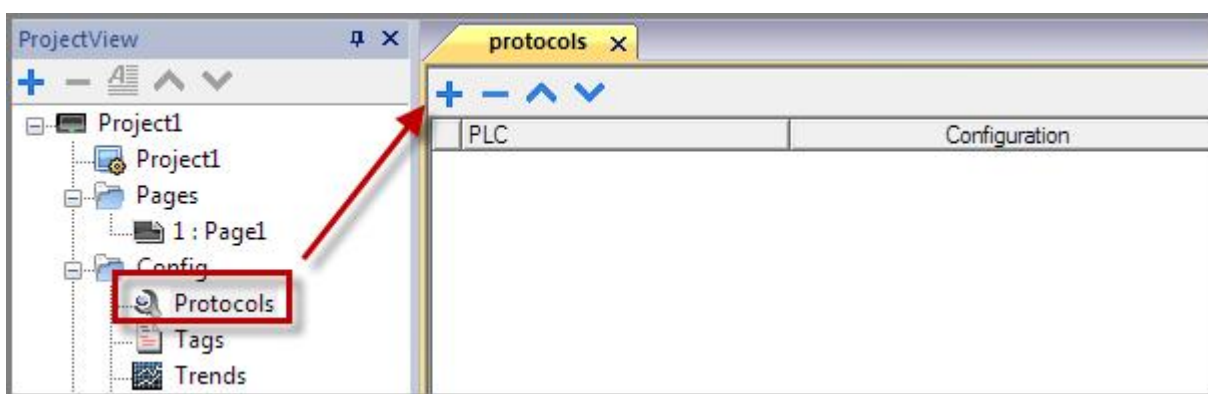 ProjectView
Project1
Project1
Pages
1 : Page1
Config
Protocols
Tags
Trends
protocols
PLC
Configuration